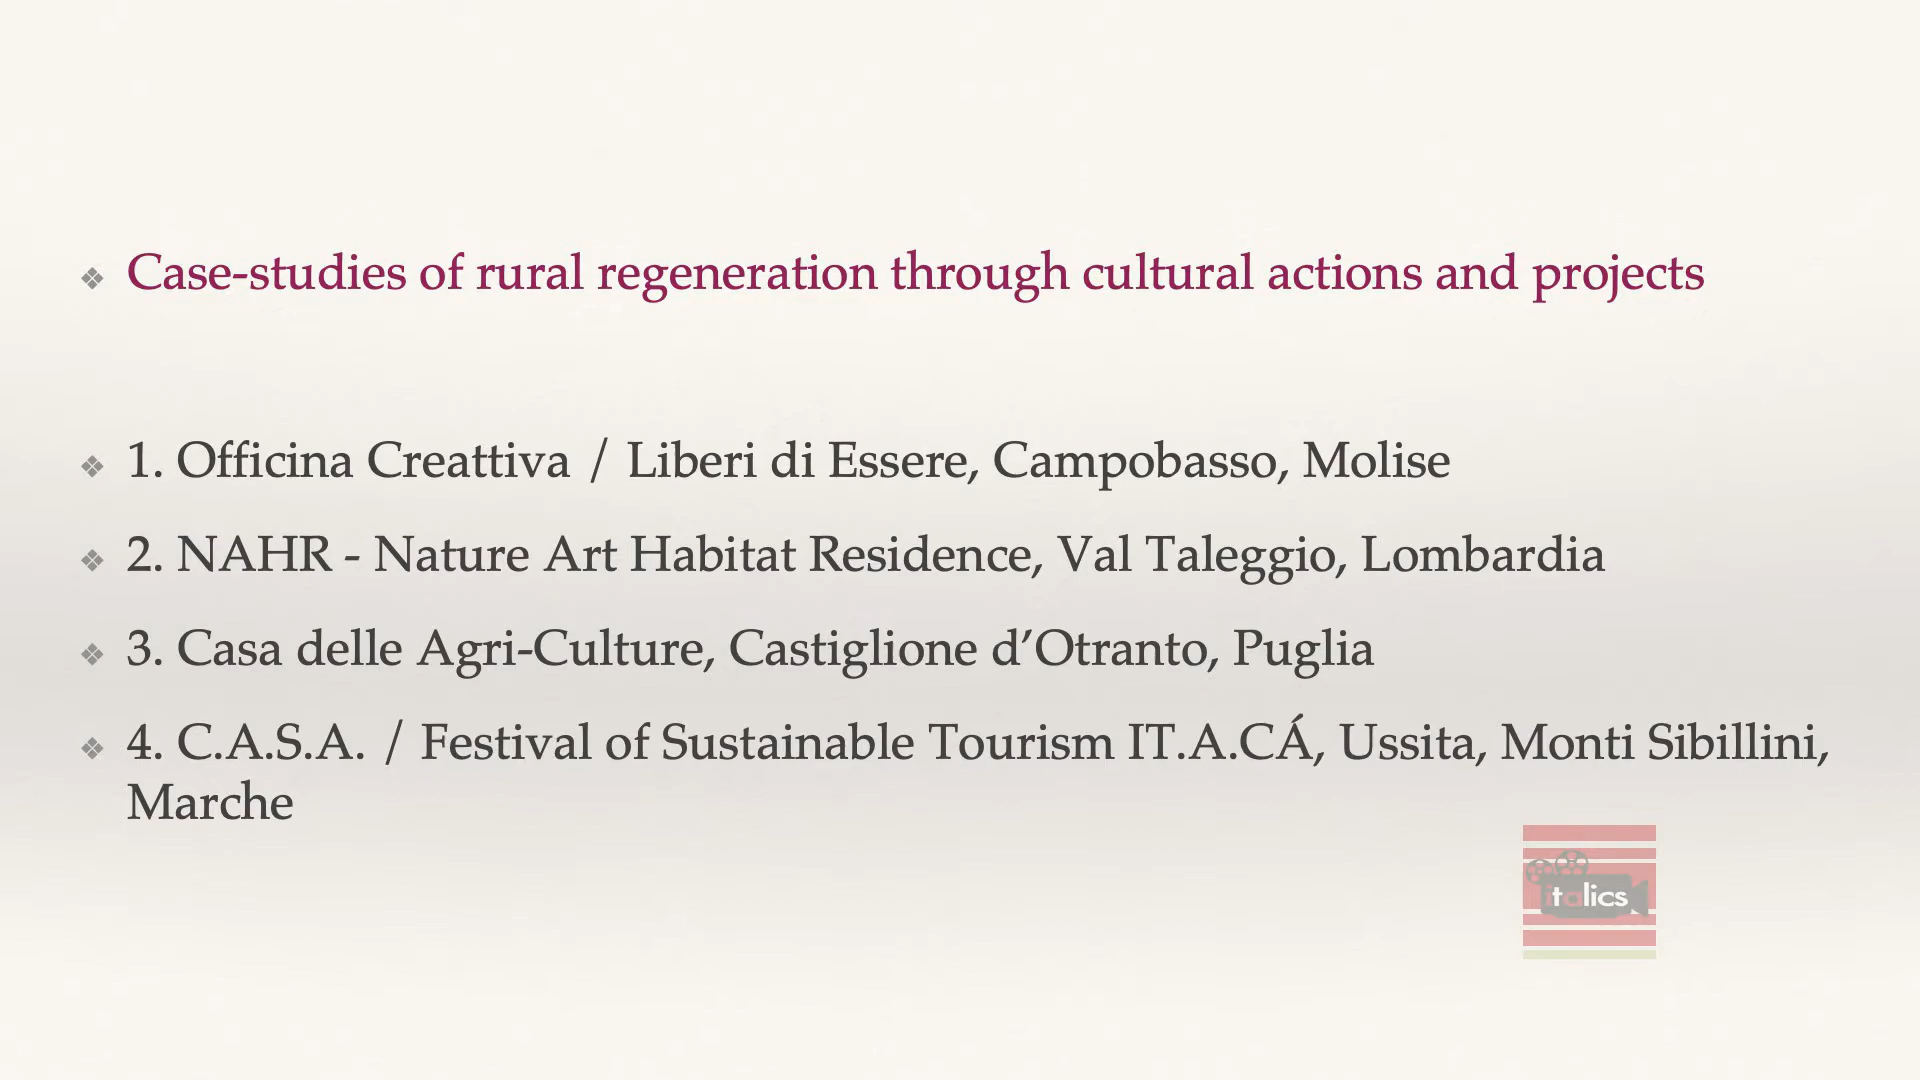 Case-studies of rural regeneration through cultural actions and projects
1. Officina Creattiva / Liberi di Essere, Campobasso, Molise
2. NAHR - Nature Art Habitat Residence, Val Taleggio, Lombardia
3. Casa delle Agri-Culture, Castiglione d’Otranto, Puglia
4. C.A.S.A. / Festival of Sustainable Tourism IT.A.CÁ, Ussita, Monti Sibillini,
Marche
italics